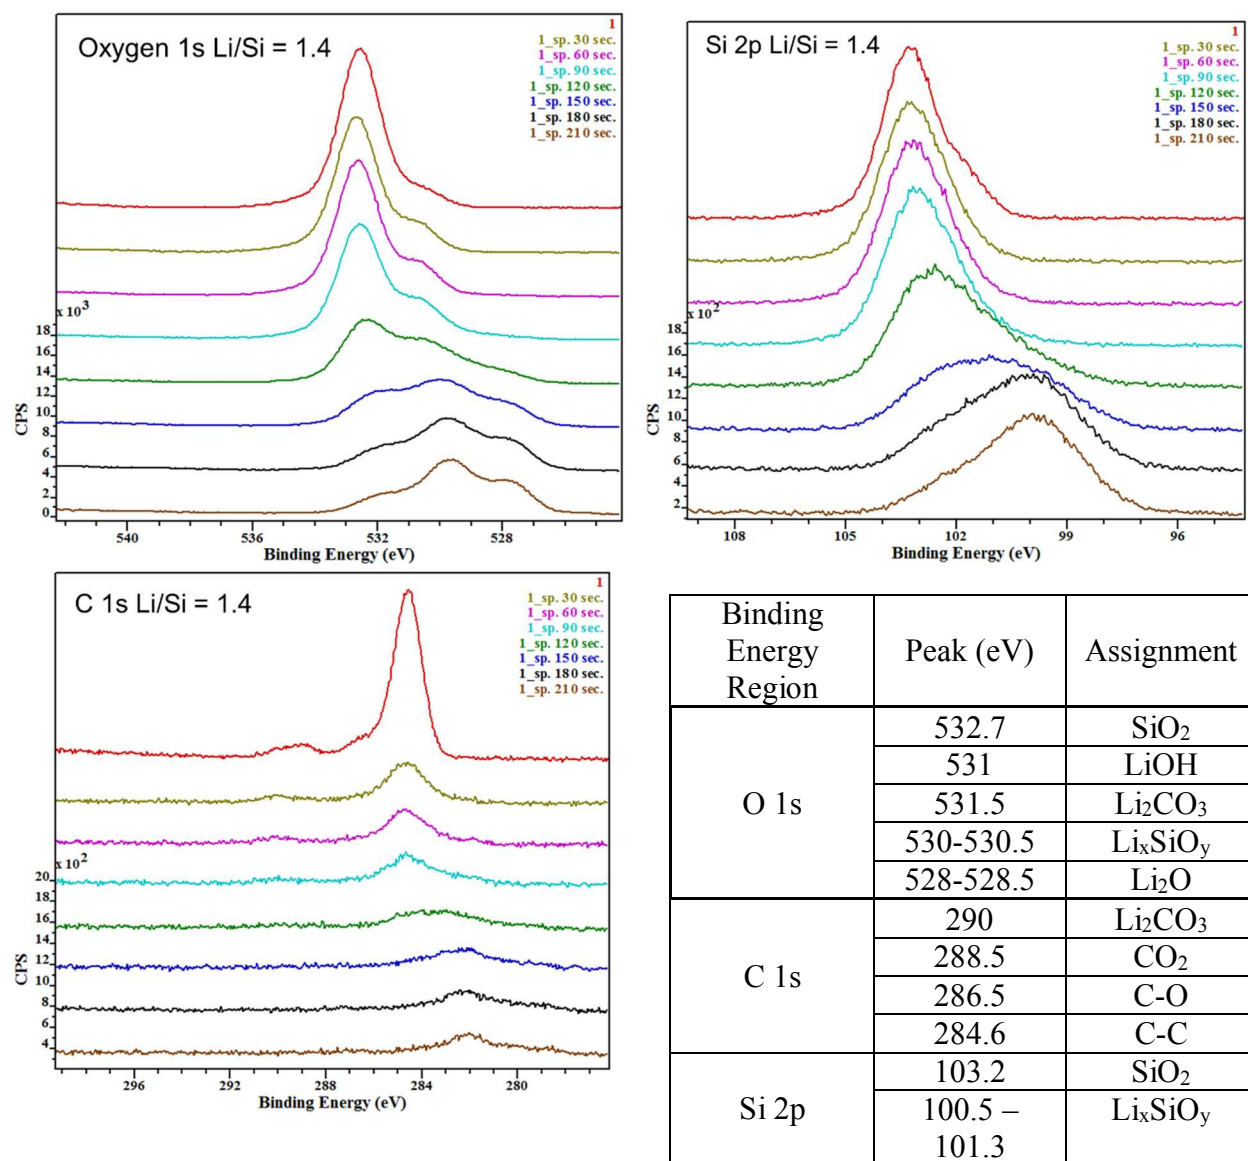 Oxygen 1s Li/Si = 1.4
1
1_sp. 30 sec.
1_sp. 60 sec.
1_sp. 90 sec.
1_sp. 120 sec.
1_sp. 150 sec.
1_sp. 180 sec.
1_sp. 210 sec.
x 10³
18
16
14
12
10
8
6
4
2
0
CPS
540
536
532
528
Binding Energy (eV)
Si 2p Li/Si = 1.4
1
1_sp. 30 sec.
1_sp. 60 sec.
1_sp. 90 sec.
1_sp. 120 sec.
1_sp. 150 sec.
1_sp. 180 sec.
1_sp. 210 sec.
x 10²
18
16
14
12
10
8
6
4
2
CPS
108
105
102
99
96
Binding Energy (eV)
C 1s Li/Si = 1.4
1
1_sp. 30 sec.
1_sp. 60 sec.
1_sp. 90 sec.
1_sp. 120 sec.
1_sp. 150 sec.
1_sp. 180 sec.
1_sp. 210 sec.
x 10²
20
18
16
14
12
10
8
6
4
CPS
296
292
288
284
280
Binding Energy (eV)
Binding
Energy
Region
Peak (eV)
Assignment
O 1s
532.7
SiO₂
531
LiOH
531.5
Li₂CO₃
530-530.5
LiₓSiOᵧ
528-528.5
Li₂O
C 1s
290
Li₂CO₃
288.5
CO₂
286.5
C-O
284.6
C-C
Si 2p
103.2
SiO₂
100.5 –
101.3
LiₓSiOᵧ